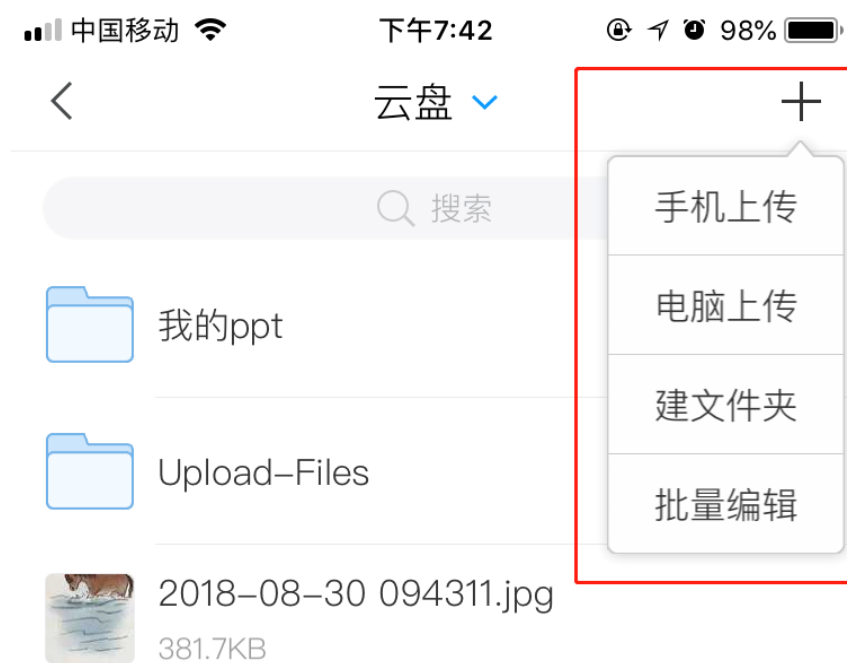 中国移动 下午7:42 98%
云盘
搜索
手机上传
我的ppt
电脑上传
建文件夹
Upload-Files
批量编辑
2018-08-30 094311.jpg
381.7KB